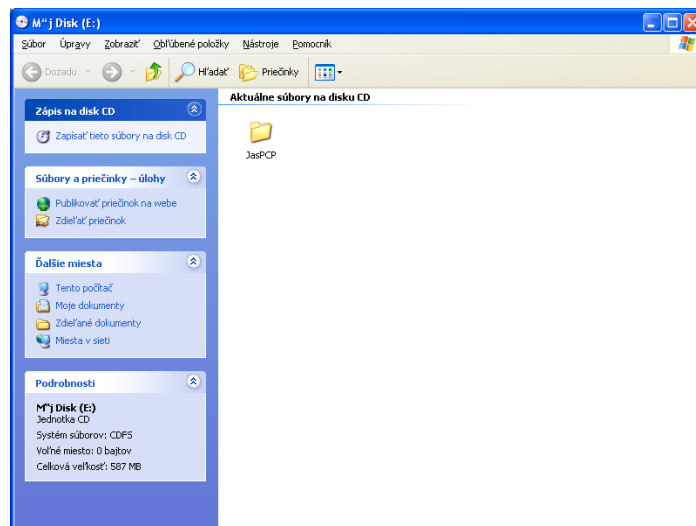 M"j Disk (E:)
Súbor Úpravy Zobraziť Obľúbené položky Nástroje Pomocník
Dozadu Hľadať Priečinky
Zápis na disk CD
Zapísať tieto súbory na disk CD
Súbory a priečinky – úlohy
Publikovať priečinok na webe
Zdieľať priečinok
Ďalšie miesta
Tento počítač
Moje dokumenty
Zdieľané dokumenty
Miesta v sieti
Podrobnosti
M"j Disk (E:)
Jednotka CD
Systém súborov: CDFS
Voľné miesto: 0 bajtov
Celková veľkosť: 587 MB
Aktuálne súbory na disku CD
JasPCP